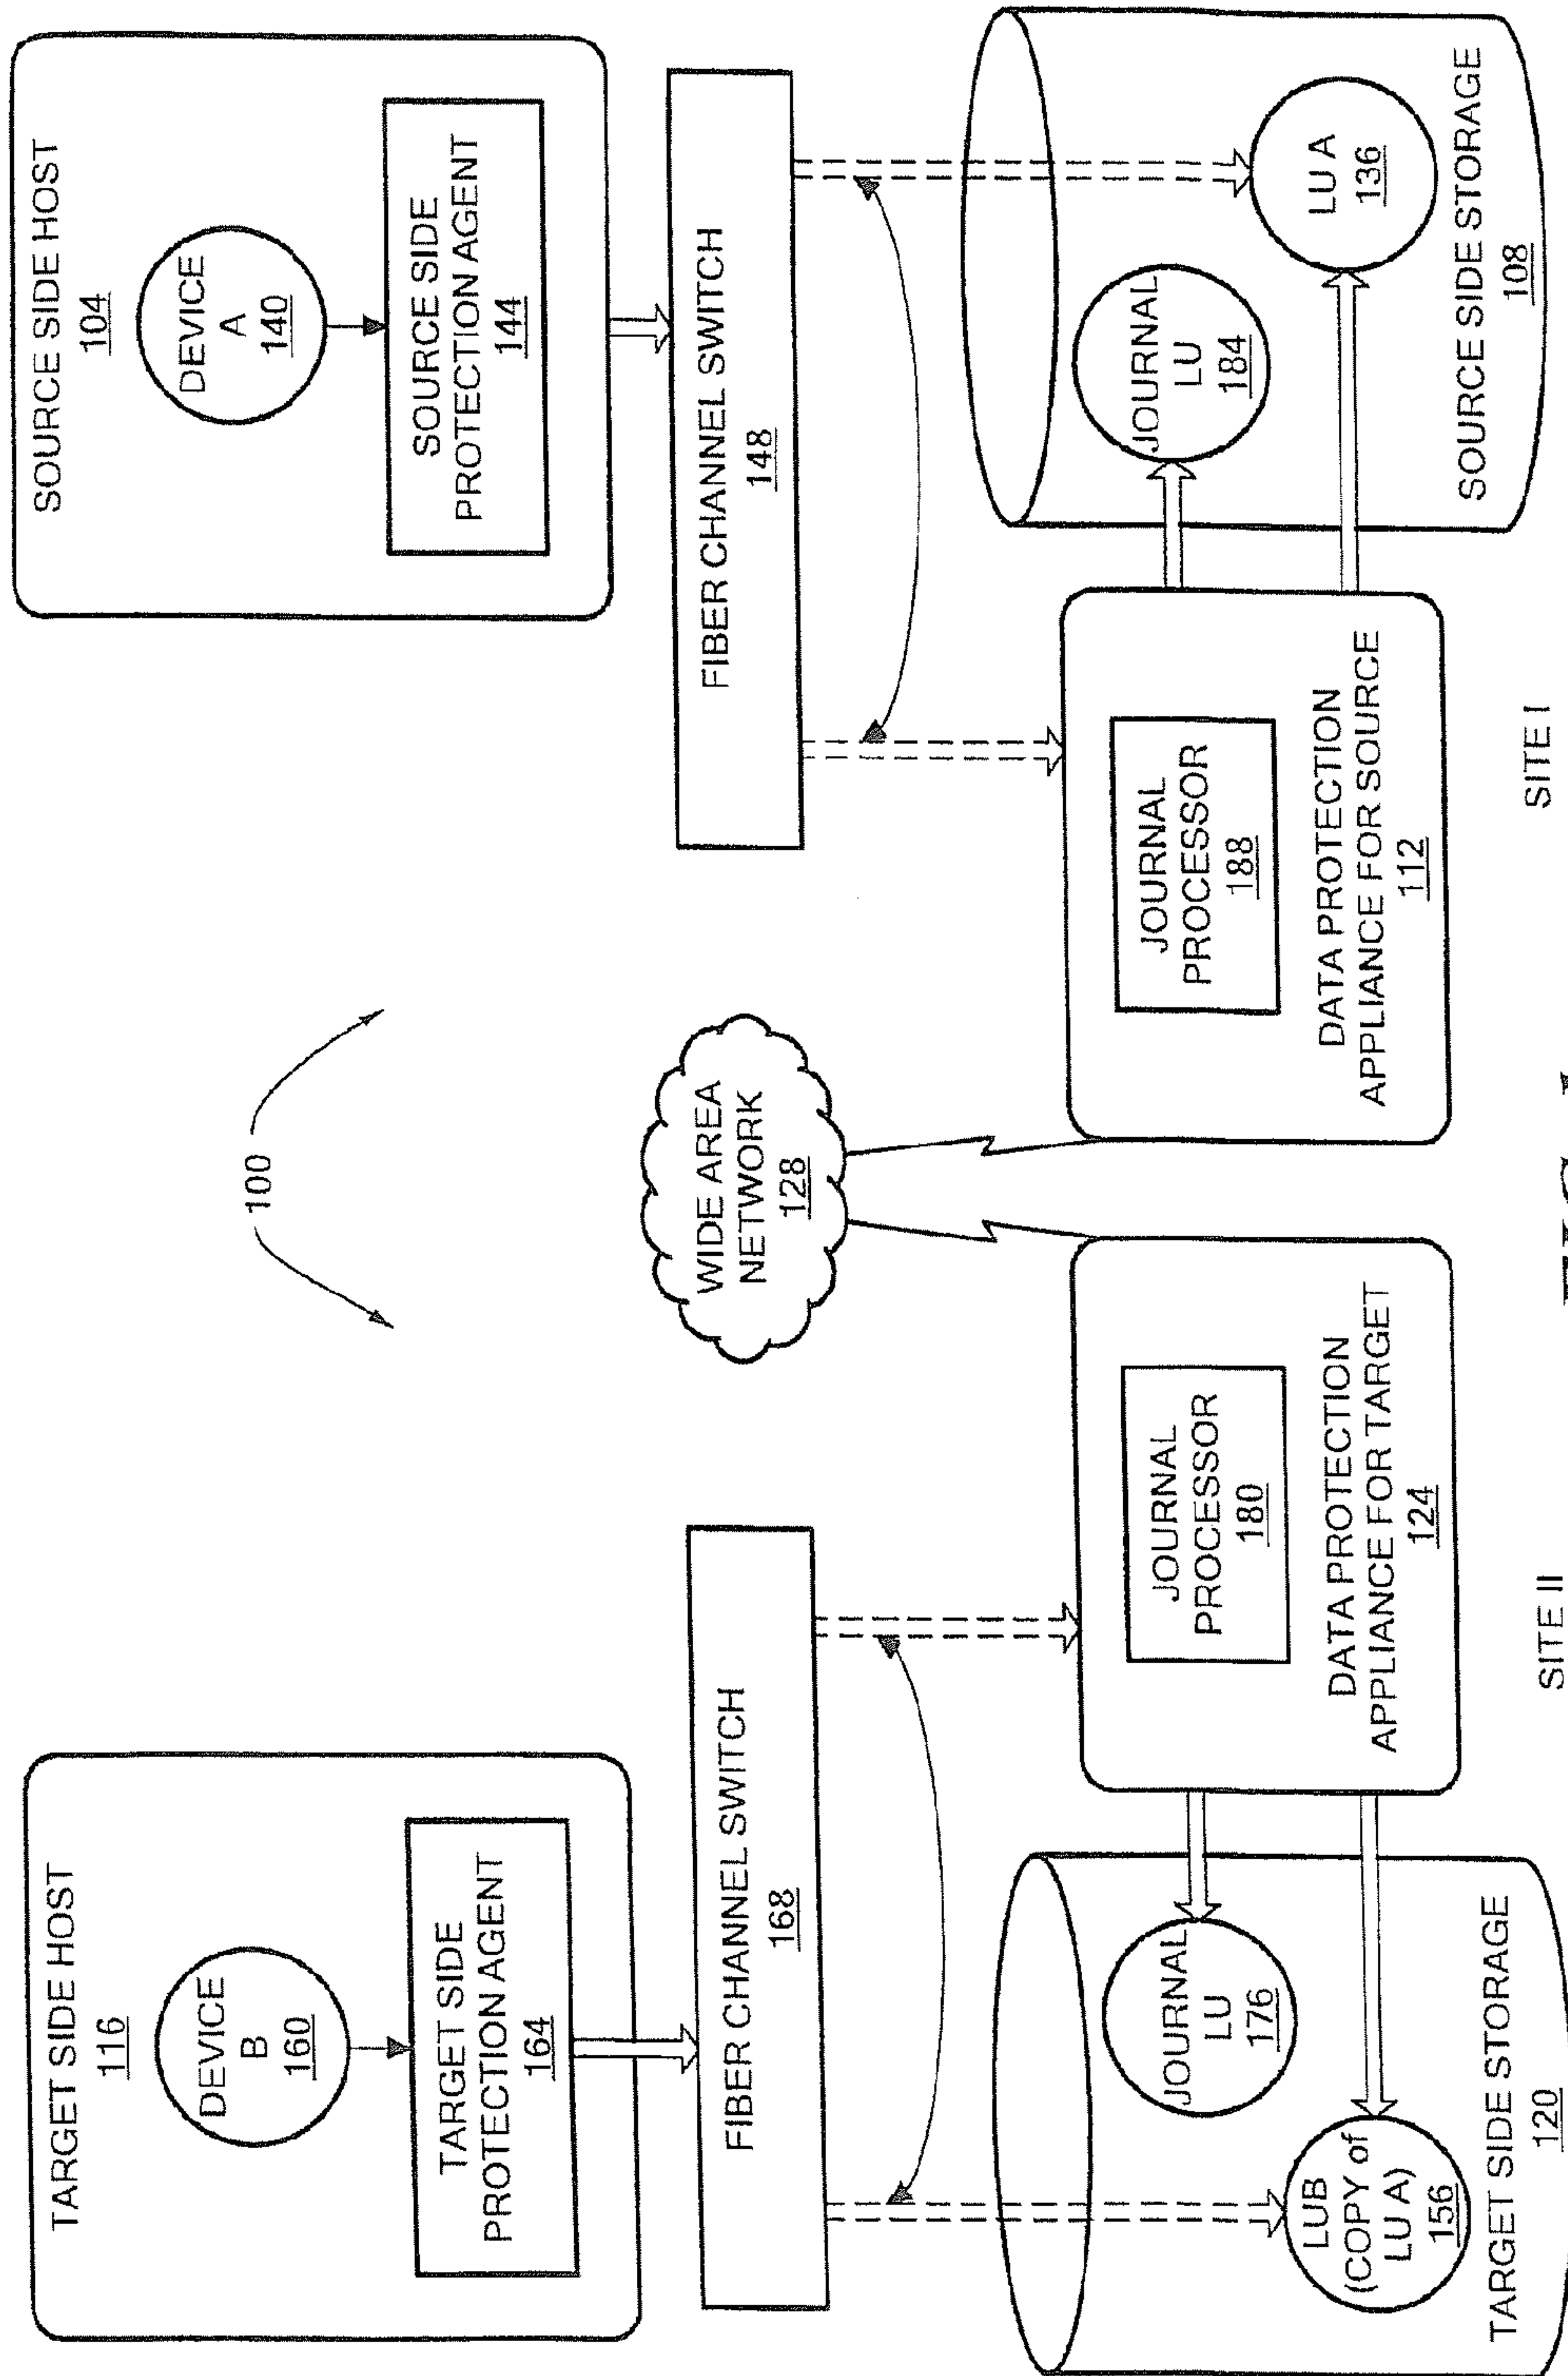 100
TARGET SIDE HOST
116
DEVICE
B
160
TARGET SIDE
PROTECTION AGENT
164
FIBER CHANNEL SWITCH
168
SOURCE SIDE HOST
104
DEVICE
A
140
SOURCE SIDE
PROTECTION AGENT
144
FIBER CHANNEL SWITCH
148
WIDE AREA
NETWORK
128
LUB
(COPY of
LU A)
156
JOURNAL
LU
176
TARGET SIDE STORAGE
120
JOURNAL
PROCESSOR
180
DATA PROTECTION
APPLIANCE FOR TARGET
124
JOURNAL
PROCESSOR
188
DATA PROTECTION
APPLIANCE FOR SOURCE
112
JOURNAL
LU
184
LU A
136
SOURCE SIDE STORAGE
108
SITE II
SITE I